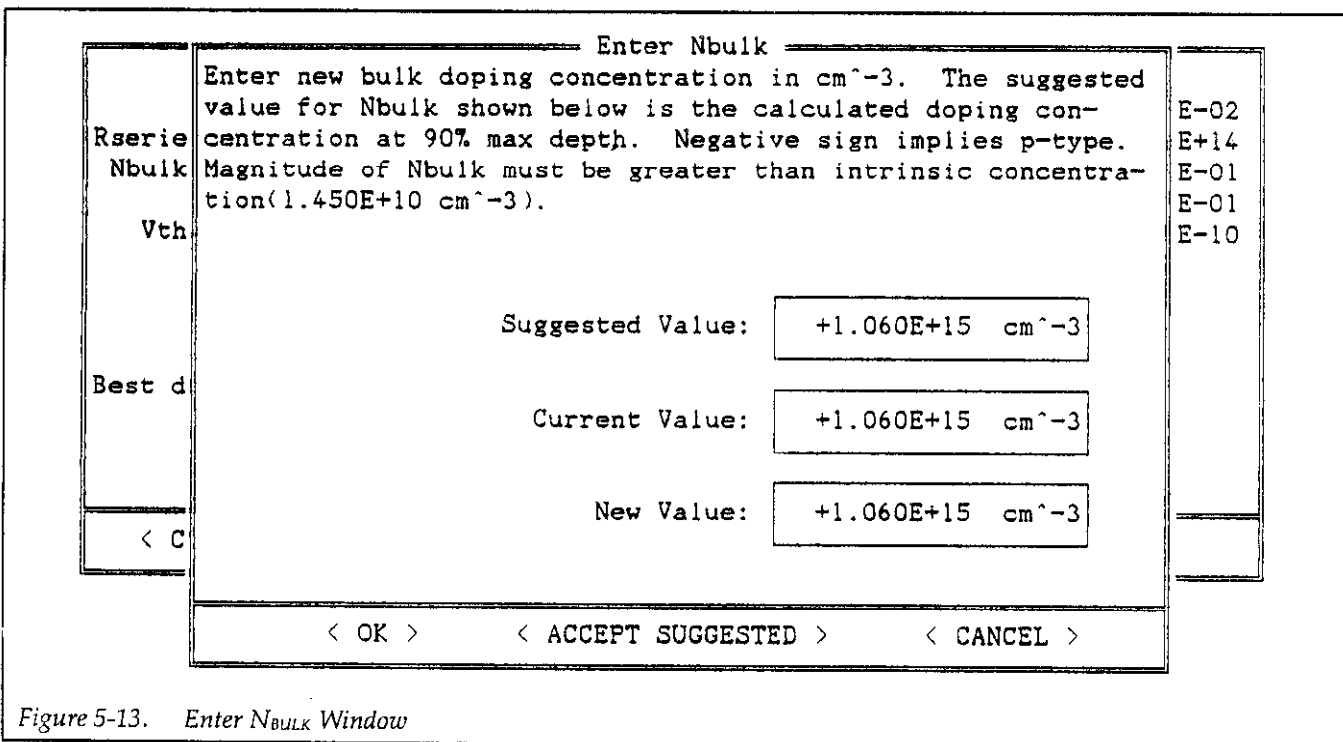 Enter Nbulk
Enter new bulk doping concentration in cm^-3. The suggested
value for Nbulk shown below is the calculated doping con-
centration at 90% max depth. Negative sign implies p-type.
Magnitude of Nbulk must be greater than intrinsic concentra-
tion(1.450E+10 cm^-3).
Rserie
Nbulk
Vth
Best d
< C
E-02
E+14
E-01
E-01
E-10
Suggested Value: +1.060E+15 cm^-3
Current Value: +1.060E+15 cm^-3
New Value: +1.060E+15 cm^-3
< OK > < ACCEPT SUGGESTED > < CANCEL >
Figure 5-13. Enter NBULK Window